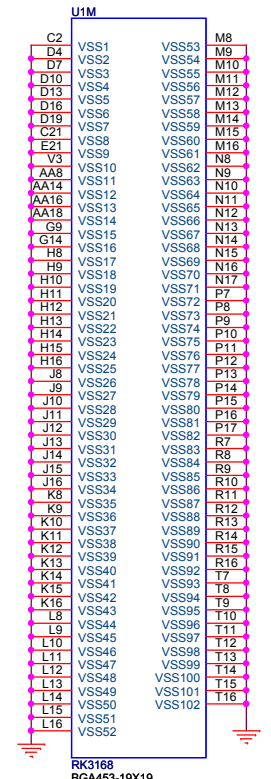 U1M
C2 VSS1 VSS53 M8
D4 VSS2 VSS54 M9
D7 VSS3 VSS55 M10
D10 VSS4 VSS56 M11
D13 VSS5 VSS57 M12
D16 VSS6 VSS58 M13
D19 VSS7 VSS59 M14
C21 VSS8 VSS60 M15
E21 VSS9 VSS61 M16
V3 VSS10 VSS62 N8
AA8 VSS11 VSS63 N9
AA14 VSS12 VSS64 N10
AA16 VSS13 VSS65 N11
AA18 VSS14 VSS66 N12
G9 VSS15 VSS67 N13
G14 VSS16 VSS68 N14
H8 VSS17 VSS69 N15
H9 VSS18 VSS70 N16
H10 VSS19 VSS71 N17
H11 VSS20 VSS72 P7
H12 VSS21 VSS73 P8
H13 VSS22 VSS74 P9
H14 VSS23 VSS75 P10
H15 VSS24 VSS76 P11
H16 VSS25 VSS77 P12
J8 VSS26 VSS78 P13
J9 VSS27 VSS79 P14
J10 VSS28 VSS80 P15
J11 VSS29 VSS81 P16
J12 VSS30 VSS82 P17
J13 VSS31 VSS83 R7
J14 VSS32 VSS84 R8
J15 VSS33 VSS85 R9
J16 VSS34 VSS86 R10
K8 VSS35 VSS87 R11
K9 VSS36 VSS88 R12
K10 VSS37 VSS89 R13
K11 VSS38 VSS90 R14
K12 VSS39 VSS91 R15
K13 VSS40 VSS92 R16
K14 VSS41 VSS93 T7
K15 VSS42 VSS94 T8
K16 VSS43 VSS95 T9
L8 VSS44 VSS96 T10
L9 VSS45 VSS97 T11
L10 VSS46 VSS98 T12
L11 VSS47 VSS99 T13
L12 VSS48 VSS100 T14
L13 VSS49 VSS101 T15
L14 VSS50 VSS102 T16
L15 VSS51
L16 VSS52
RK3168
BGA453-19X19